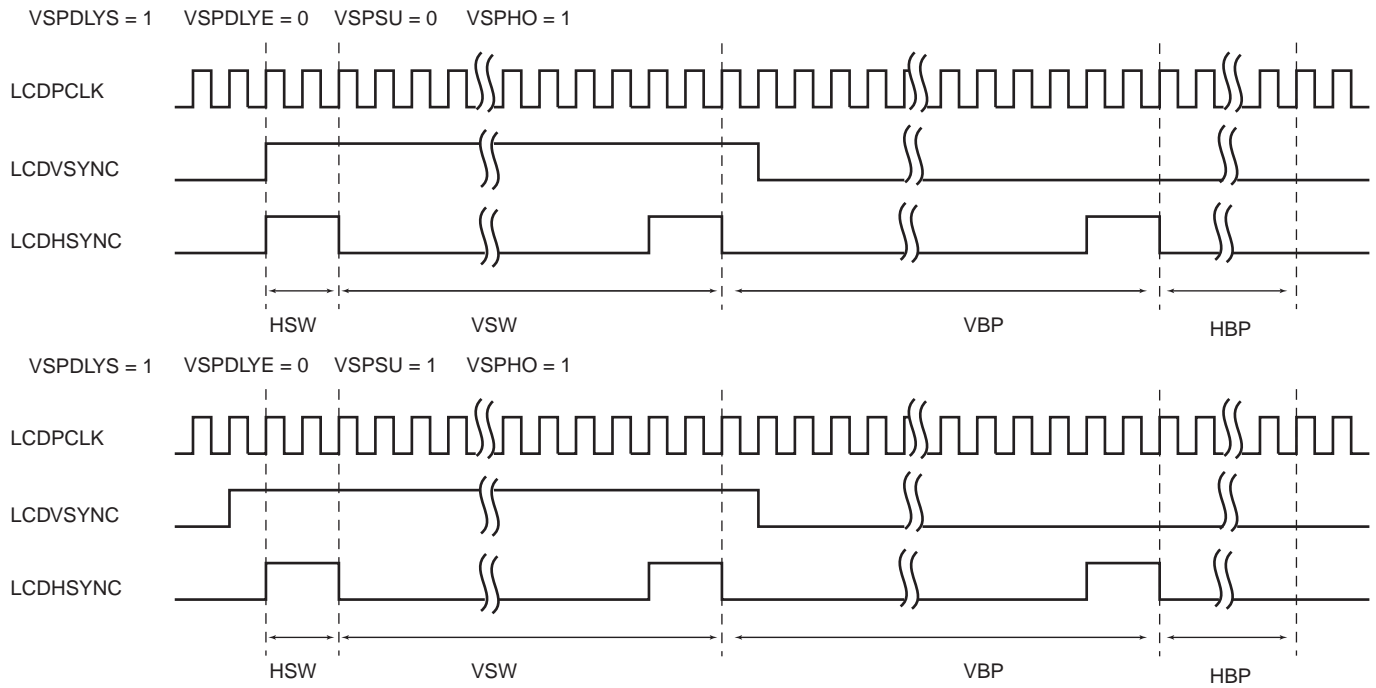 VSPDLYS = 1 VSPDLYE = 0 VSPSU = 0 VSPHO = 1
LCDPCLK
LCDVSYNC
LCDHSYNC
HSW VSW VBP HBP
VSPDLYS = 1 VSPDLYE = 0 VSPSU = 1 VSPHO = 1
LCDPCLK
LCDVSYNC
LCDHSYNC
HSW VSW VBP HBP